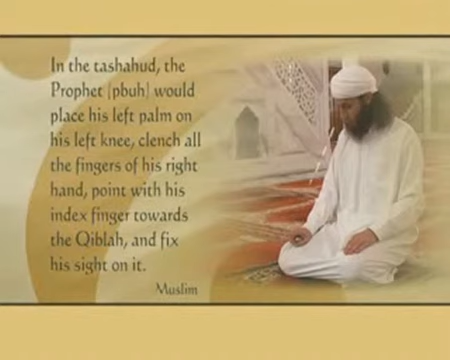 In the tashahud, the
Prophet (pbuh) would
place his left palm on
his left knee, clench all
the fingers of his right
hand, point with his
index finger towards
the Qiblah, and fix
his sight on it.
Muslim